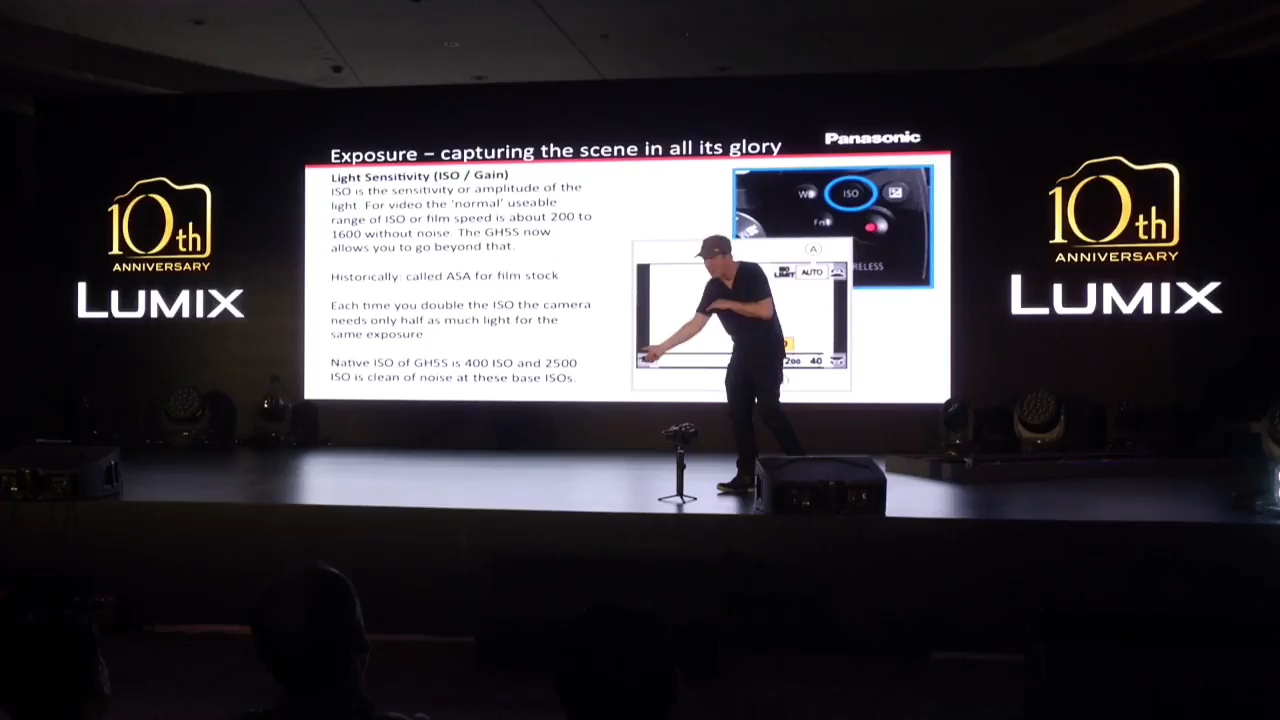 Exposure – capturing the scene in all its glory
Panasonic
Light Sensitivity (ISO / Gain)
ISO is the sensitivity or amplitude of the
light. For video the 'normal' useable
range of ISO or film speed is about 200 to
1600 without noise. The GH5S now
allows you to go beyond that.
Historically: called ASA for film stock
Each time you double the ISO the camera
needs only half as much light for the
same exposure
Native ISO of GH5S is 400 ISO and 2500
ISO is clean of noise at these base ISOs.
ISO
Fn1
A
LIMIT
AUTO
200 40
10th
ANNIVERSARY
LUMIX
10th
ANNIVERSARY
LUMIX